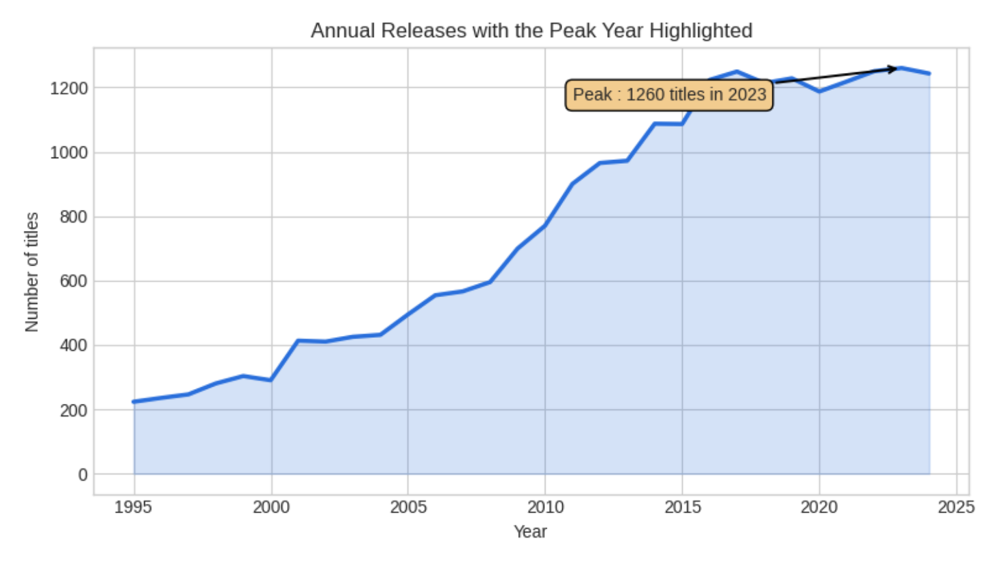 Annual Releases with the Peak Year Highlighted
Peak : 1260 titles in 2023
Number of titles
1200
1000
800
600
400
200
0
1995 2000 2005 2010 2015 2020 2025
Year